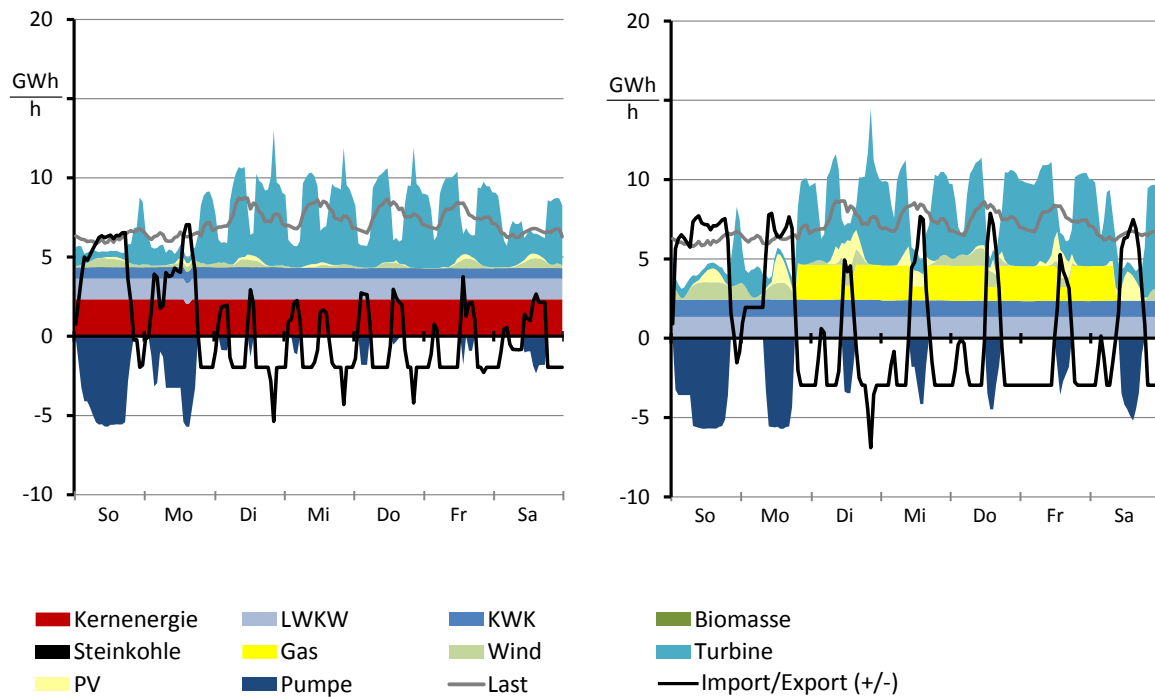 20
GWh
h
10
5
0
-5
-10
So Mo Di Mi Do Fr Sa
20
GWh
h
10
5
0
-5
-10
So Mo Di Mi Do Fr Sa
Kernenergie LWKW KWK Biomasse
Steinkohle Gas Wind Turbine
PV Pumpe Last Import/Export (+/-)